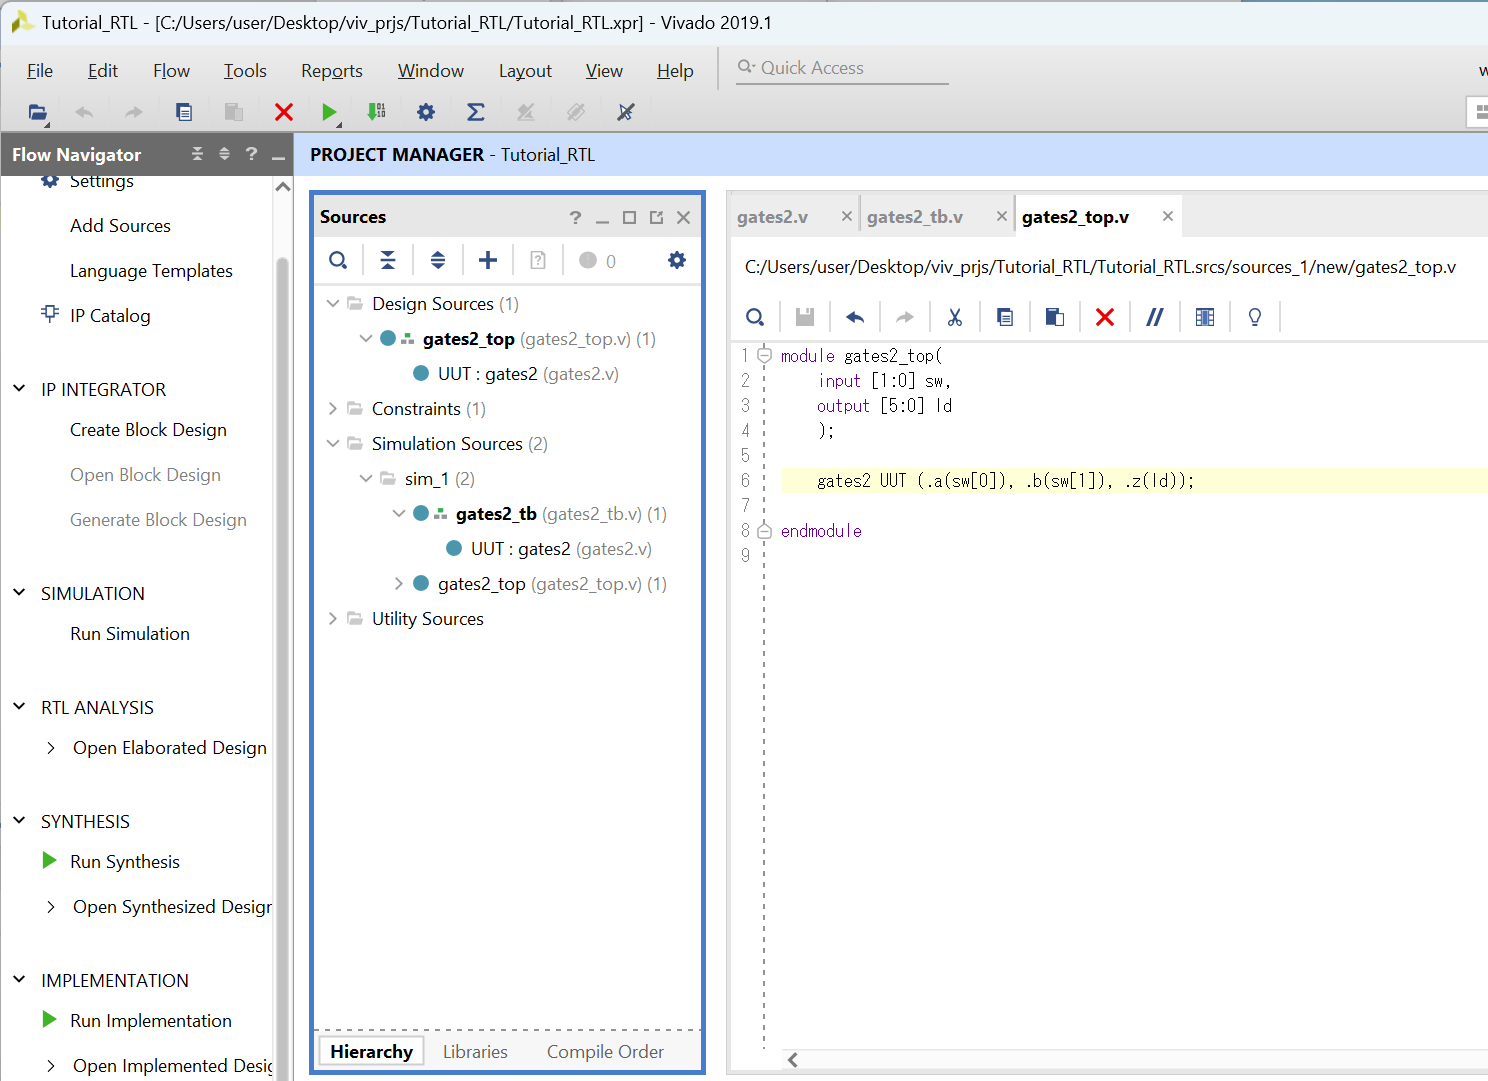 Tutorial_RTL - [C:/Users/user/Desktop/viv_prjs/Tutorial_RTL/Tutorial_RTL.xpr] - Vivado 2019.1
File Edit Flow Tools Reports Window Layout View Help Quick Access
Flow Navigator ?
PROJECT MANAGER - Tutorial_RTL
Settings
Add Sources
Language Templates
IP Catalog
IP INTEGRATOR
Create Block Design
Open Block Design
Generate Block Design
SIMULATION
Run Simulation
RTL ANALYSIS
Open Elaborated Design
SYNTHESIS
Run Synthesis
Open Synthesized Desigr
IMPLEMENTATION
Run Implementation
Open Implemented Desig
Sources ?
0
Design Sources (1)
gates2_top (gates2_top.v) (1)
UUT : gates2 (gates2.v)
Constraints (1)
Simulation Sources (2)
sim_1 (2)
gates2_tb (gates2_tb.v) (1)
UUT : gates2 (gates2.v)
gates2_top (gates2_top.v) (1)
Utility Sources
Hierarchy Libraries Compile Order
gates2.v gates2_tb.v gates2_top.v
C:/Users/user/Desktop/viv_prjs/Tutorial_RTL/Tutorial_RTL.srcs/sources_1/new/gates2_top.v
1 module gates2_top(
2 input [1:0] sw,
3 output [5:0] ld
4 );
5
6 gates2 UUT (.a(sw[0]), .b(sw[1]), .z(ld));
7
8 endmodule
9